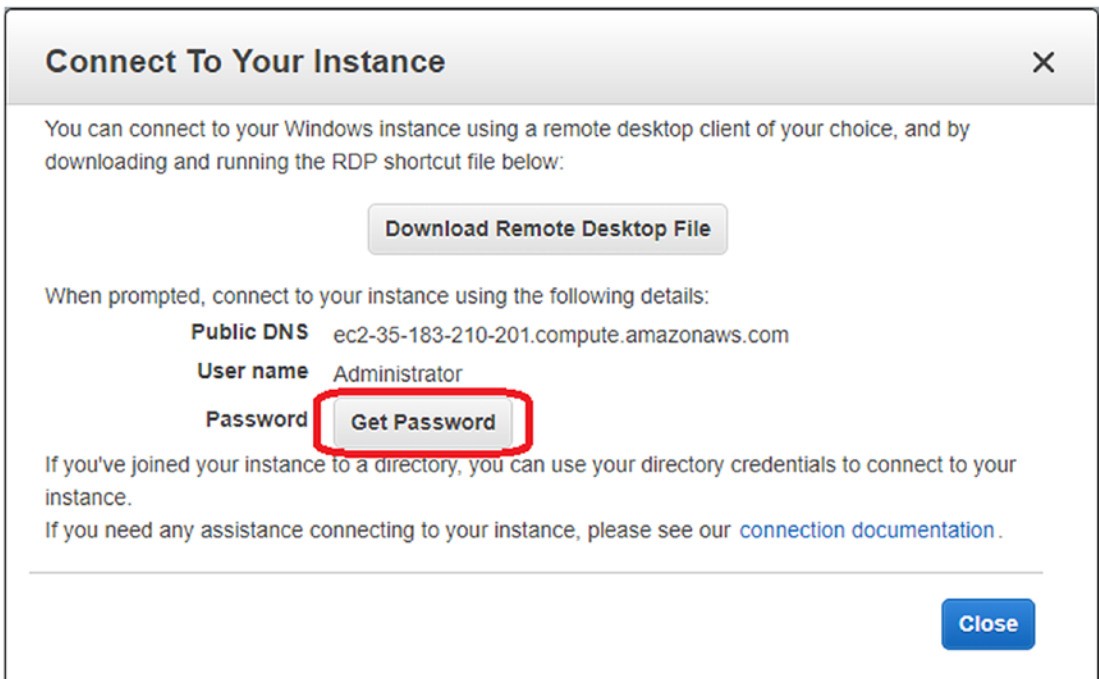 Connect To Your Instance
You can connect to your Windows instance using a remote desktop client of your choice, and by
downloading and running the RDP shortcut file below:
Download Remote Desktop File
When prompted, connect to your instance using the following details:
Public DNS ec2-35-183-210-201.compute.amazonaws.com
User name Administrator
Password Get Password
If you've joined your instance to a directory, you can use your directory credentials to connect to your
instance.
If you need any assistance connecting to your instance, please see our connection documentation.
Close